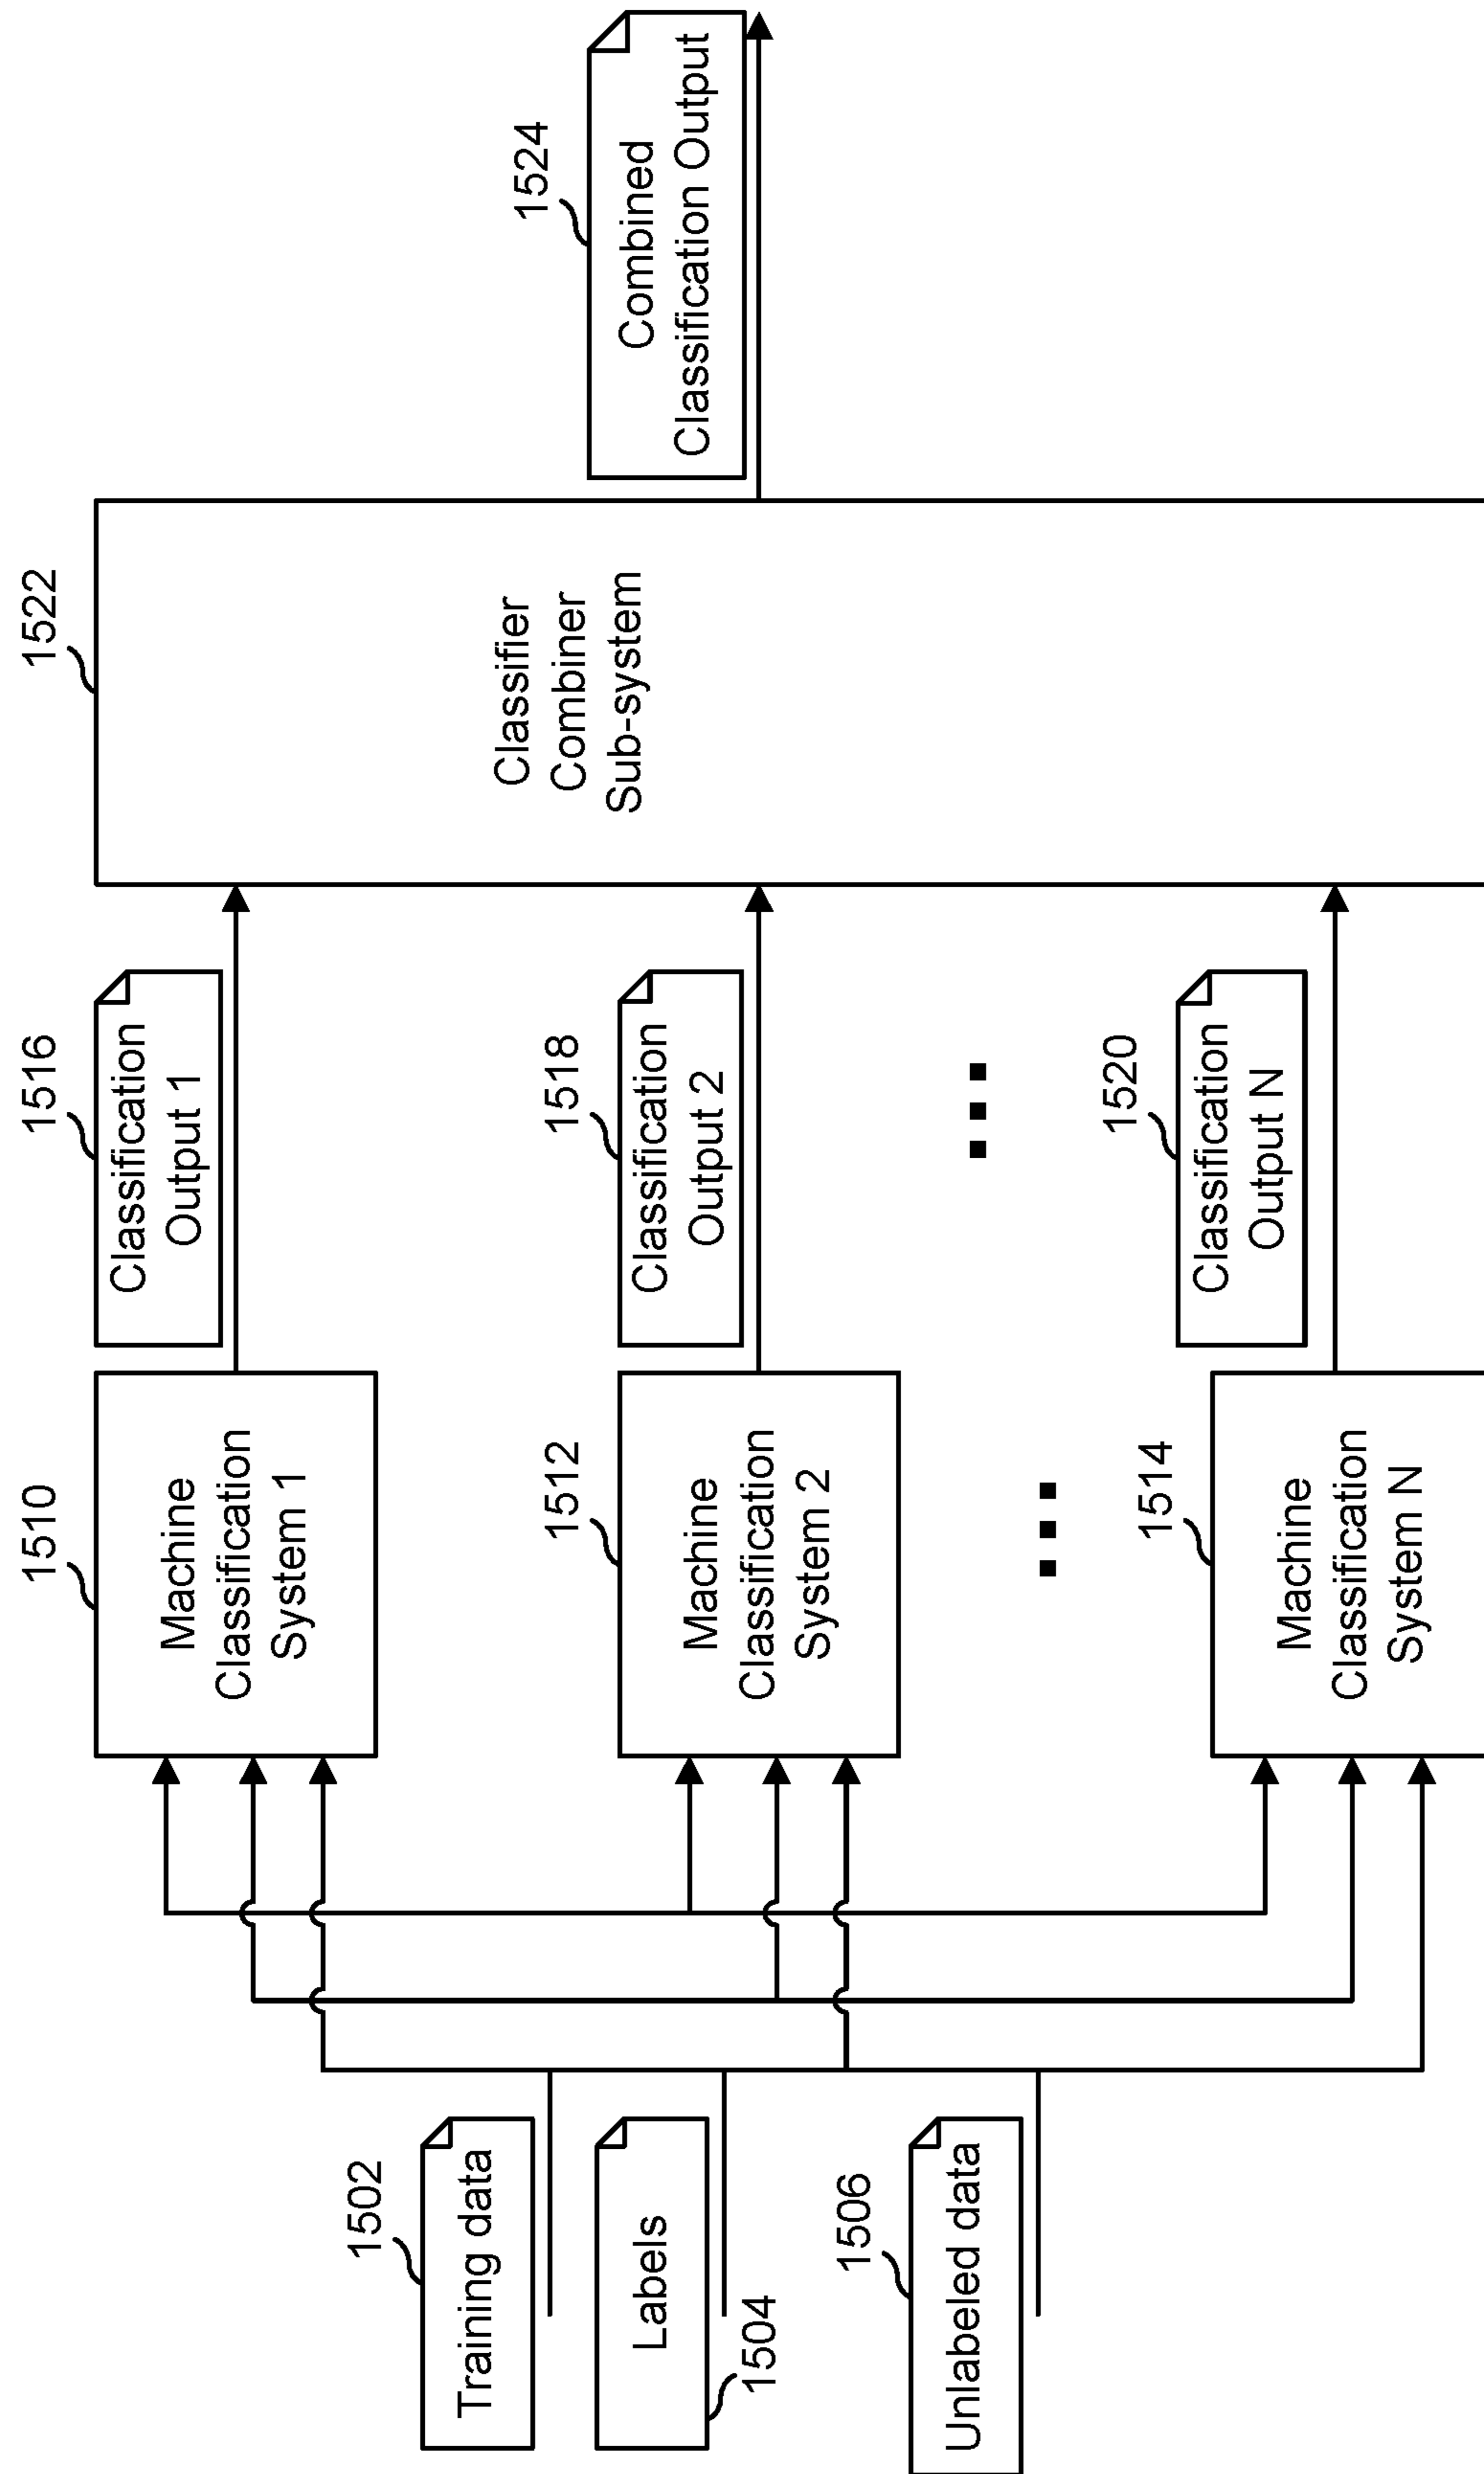 1502
Training data
Labels
1504
1506
Unlabeled data
1510
Machine
Classification
System 1
1512
Machine
Classification
System 2
1514
Machine
Classification
System N
1516
Classification
Output 1
1518
Classification
Output 2
1520
Classification
Output N
1522
Classifier
Combiner
Sub-system
1524
Combined
Classification Output